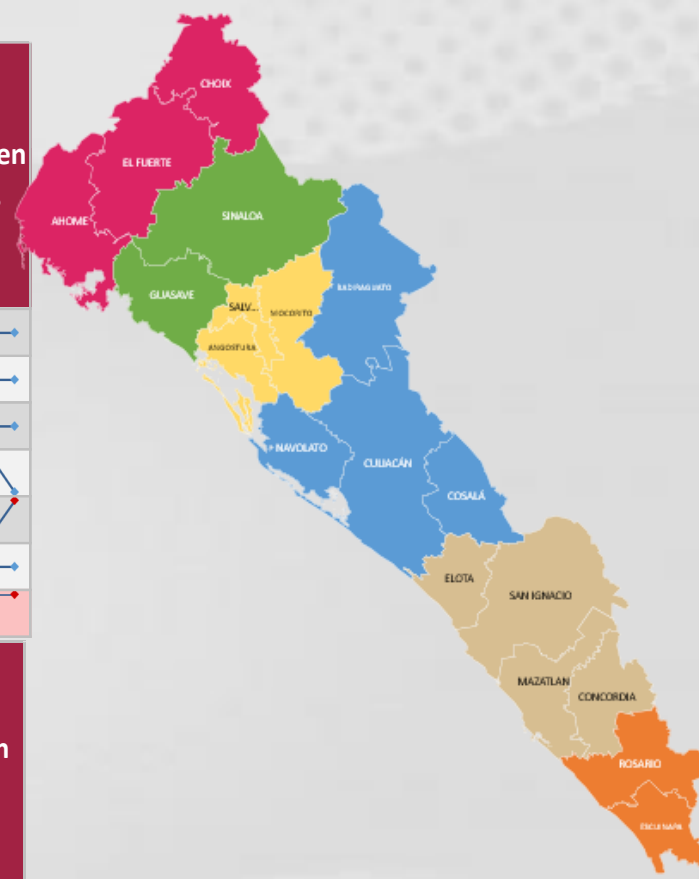 en
n
CHOIX
EL FUERTE
AHOME
SINALOA
GUASAVE
SALV...
MOCORITO
BADIRAGUATO
ANGOSTURA
NAVOLATO
CULIACÁN
COSALÁ
ELOTA
SAN IGNACIO
MAZATLAN
CONCORDIA
ROSARIO
ESCUINAPA